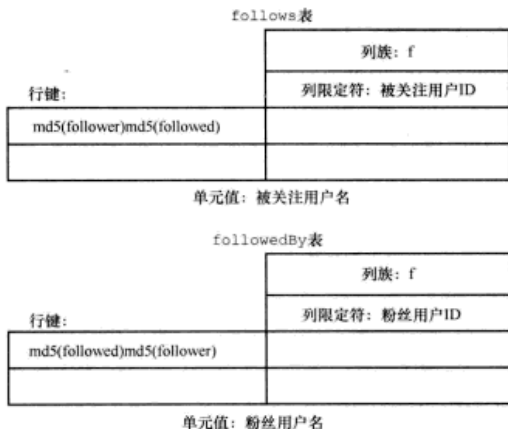 follows表
列族：f
行键：
列限定符：被关注用户ID
md5(follower)md5(followed)
单元值：被关注用户名
followedBy表
列族：f
行键：
列限定符：粉丝用户ID
md5(followed)md5(follower)
单元值：粉丝用户名